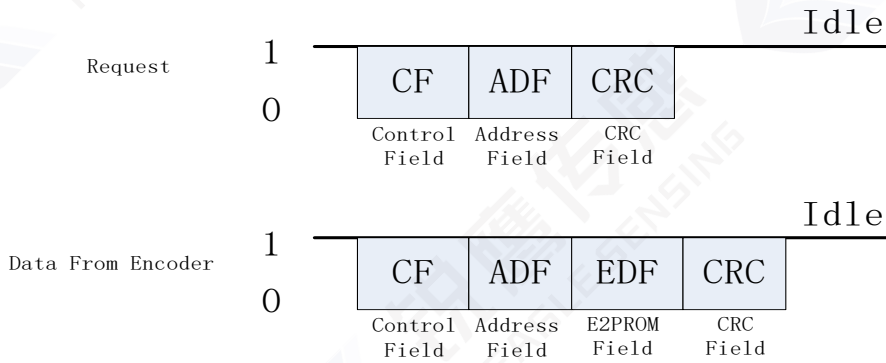 Idle
Request
1
0
CF ADF CRC
Control Address CRC
Field Field Field
Idle
Data From Encoder
1
0
CF ADF EDF CRC
Control Address E2PROM CRC
Field Field Field Field